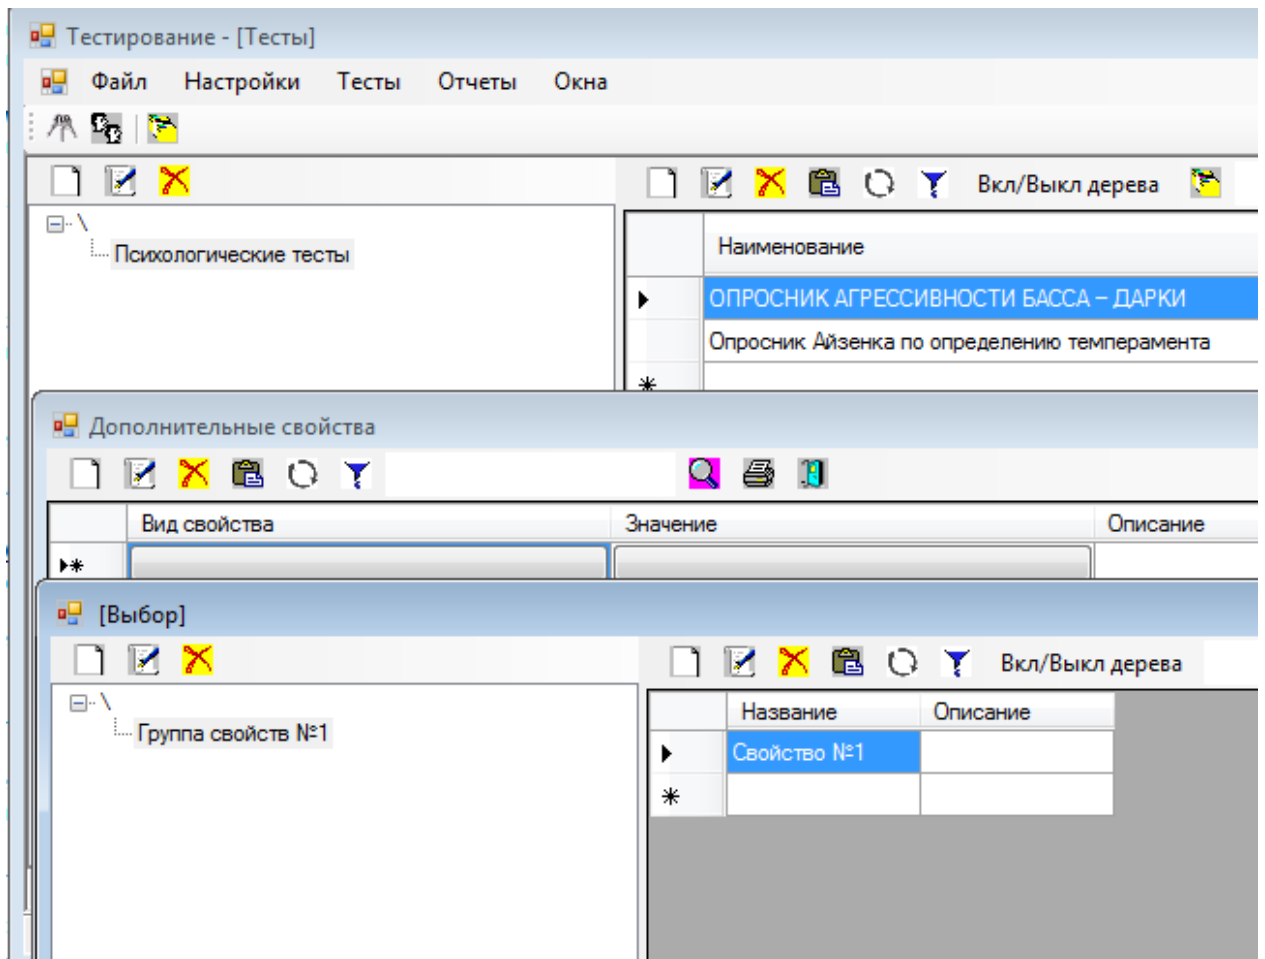 Тестирование - [Тесты]
Файл Настройки Тесты Отчеты Окна
Вкл/Выкл дерева
\
Психологические тесты
Наименование
ОПРОСНИК АГРЕССИВНОСТИ БАССА – ДАРКИ
Опросник Айзенка по определению темперамента
Дополнительные свойства
Вид свойства Значение Описание
[Выбор]
Вкл/Выкл дерева
\
Группа свойств №1
Название Описание
Свойство №1